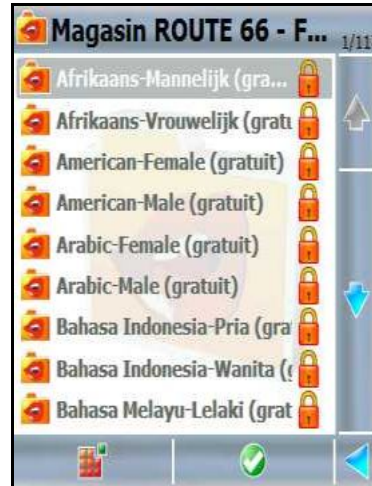 Magasin ROUTE 66 - F...
1/11
Afrikaans-Mannelijk (gra...
Afrikaans-Vrouwelijk (gratu
American-Female (gratuit)
American-Male (gratuit)
Arabic-Female (gratuit)
Arabic-Male (gratuit)
Bahasa Indonesia-Pria (gra
Bahasa Indonesia-Wanita (g
Bahasa Melayu-Lelaki (grat